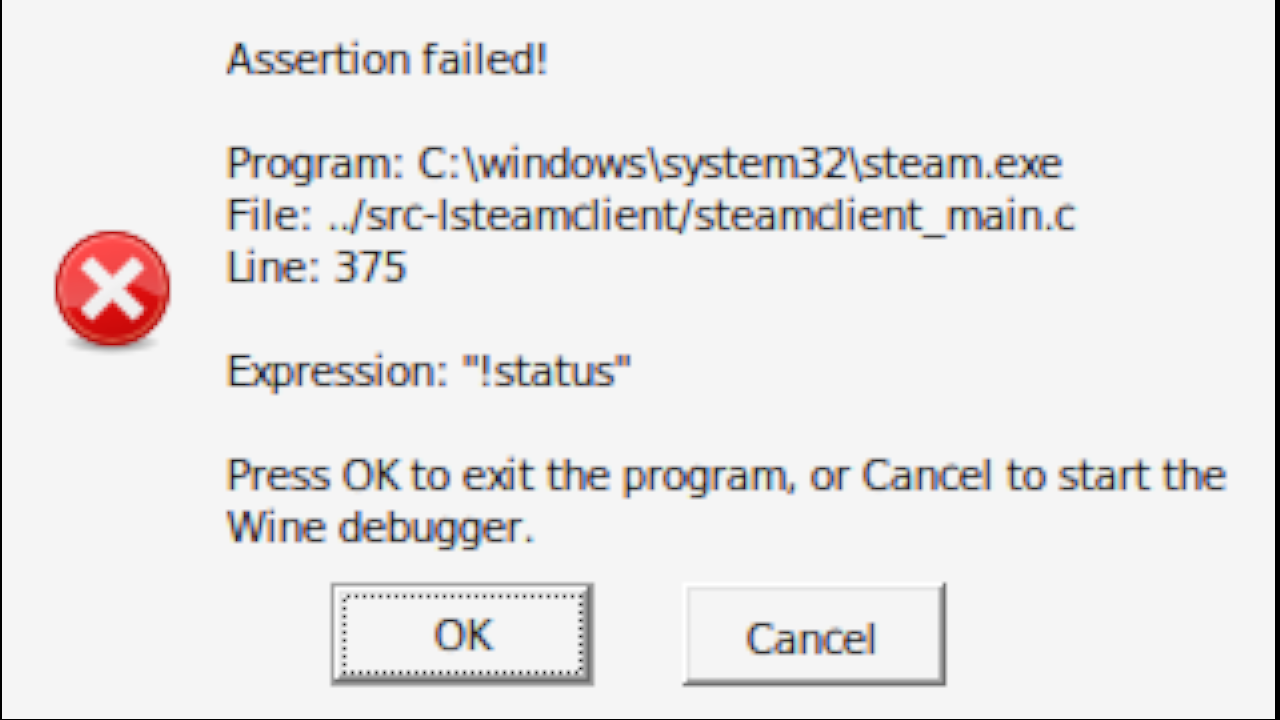 Assertion failed!
Program: C:\windows\system32\steam.exe
File: ../src-lsteamclient/steamclient_main.c
Line: 375
Expression: "!status"
Press OK to exit the program, or Cancel to start the
Wine debugger.
OK
Cancel